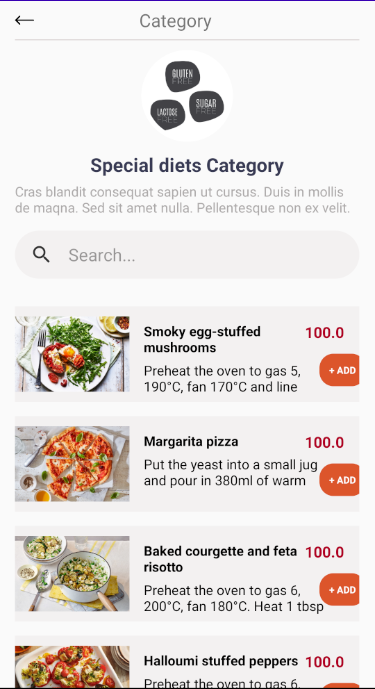 Category
GLUTEN
FREE
LACTOSE
FREE
SUGAR
FREE
Special diets Category
Cras blandit consequat sapien ut cursus. Duis in mollis
de magna. Sed sit amet nulla. Pellentesque non ex velit.
Search...
Smoky egg-stuffed
mushrooms
100.0
Preheat the oven to gas 5,
190°C, fan 170°C and line
+ ADD
Margarita pizza
100.0
Put the yeast into a small jug
and pour in 380ml of warm
+ ADD
Baked courgette and feta
risotto
100.0
Preheat the oven to gas 6,
200°C, fan 180°C. Heat 1 tbsp
+ ADD
Halloumi stuffed peppers
100.0
Preheat the oven to gas 6,
+ ADD